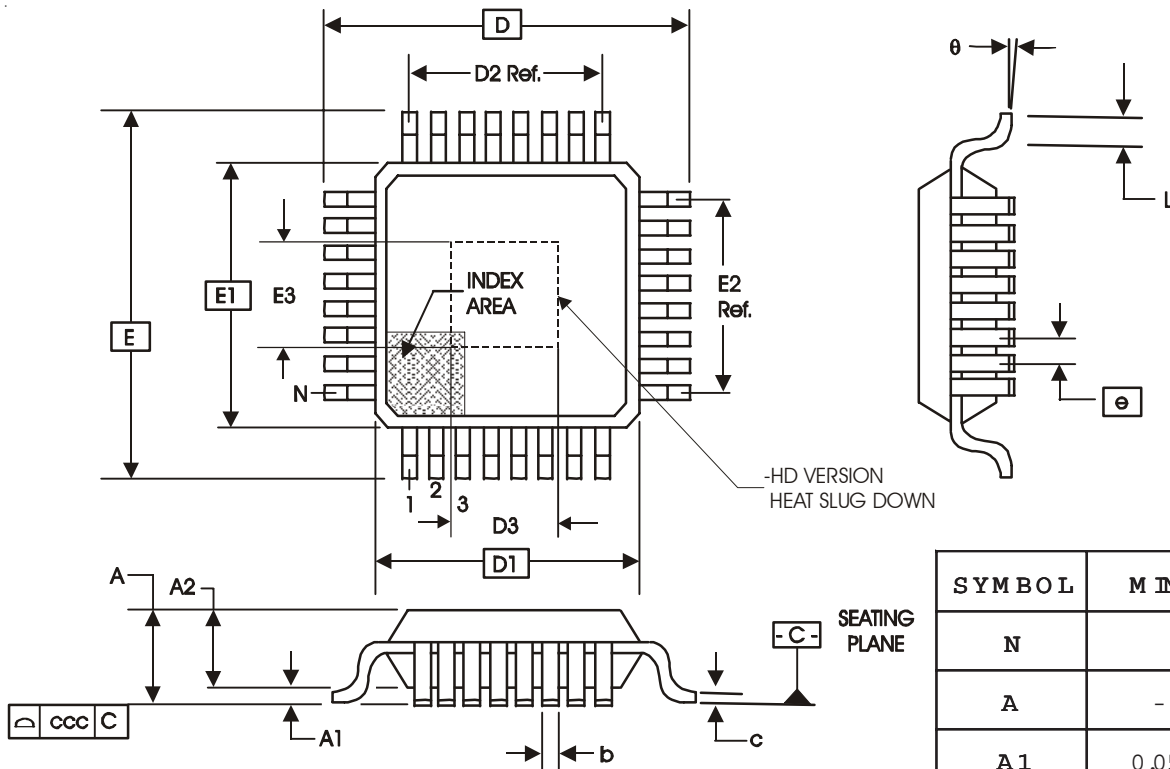 D
D2 Ref.
θ
L
E
E1
E3
INDEX
AREA
E2
Ref.
N
e
1
2
3
-HD VERSION
HEAT SLUG DOWN
D3
D1
A
A2
- C -
SEATING
PLANE
ccc C
A1
b
c
SYMBOL
N
A
-
A1